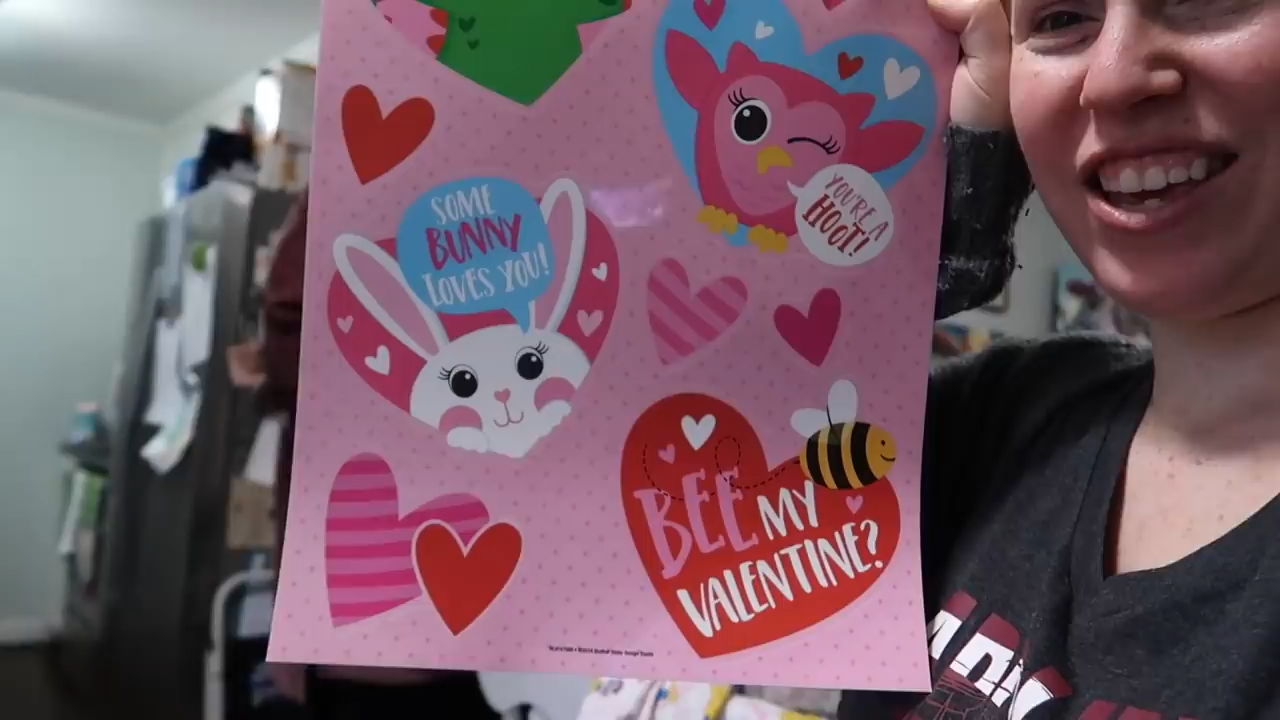 YOU'RE A
HOOT!
SOME
BUNNY
LOVES YOU!
BEE MY
VALENTINE?